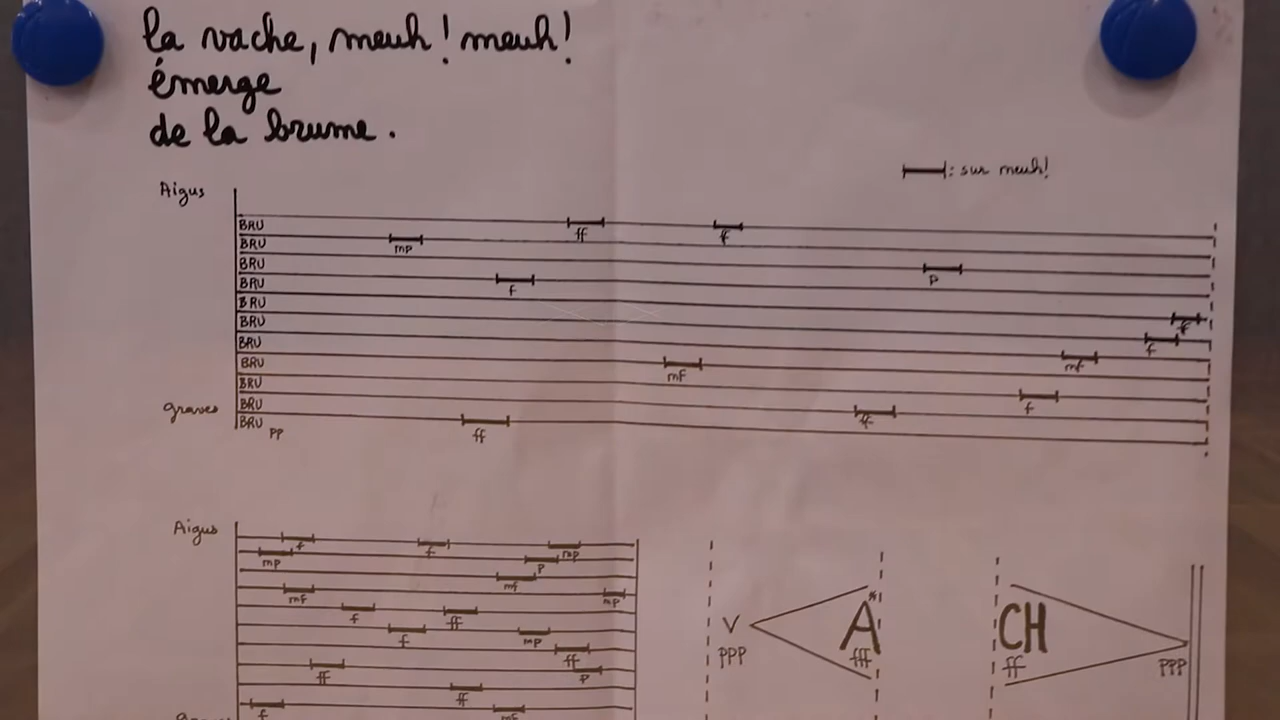 la vache, meuh ! meuh !
émerge
de la brume .
: sur meuh!
Aigus
BRU ff f
BRU mp
BRU p
BRU f
BRU
BRU f
BRU f
BRU mf mf
BRU
BRU f
BRU ff ff
graves
pp
Aigus
f f mp
mp p
mf
mf mp
f ff
f mp
ff
ff p
ff
f mf
V A* CH
ppp fff ff ppp